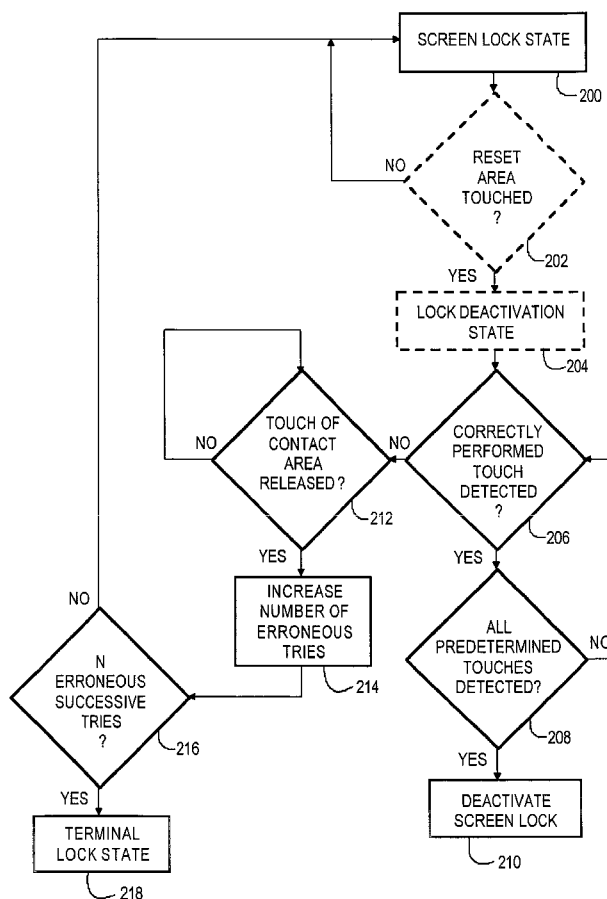 SCREEN LOCK STATE
200
NO
RESET
AREA
TOUCHED
?
202
YES
LOCK DEACTIVATION
STATE
204
NO
TOUCH OF
CONTACT
AREA
RELEASED?
212
NO
CORRECTLY
PERFORMED
TOUCH
DETECTED
?
206
YES
YES
INCREASE
NUMBER OF
ERRONEOUS
TRIES
214
ALL
PREDETERMINED
TOUCHES
DETECTED?
NO
208
NO
N
ERRONEOUS
SUCCESSIVE
TRIES
?
216
YES
YES
TERMINAL
LOCK STATE
218
DEACTIVATE
SCREEN LOCK
210